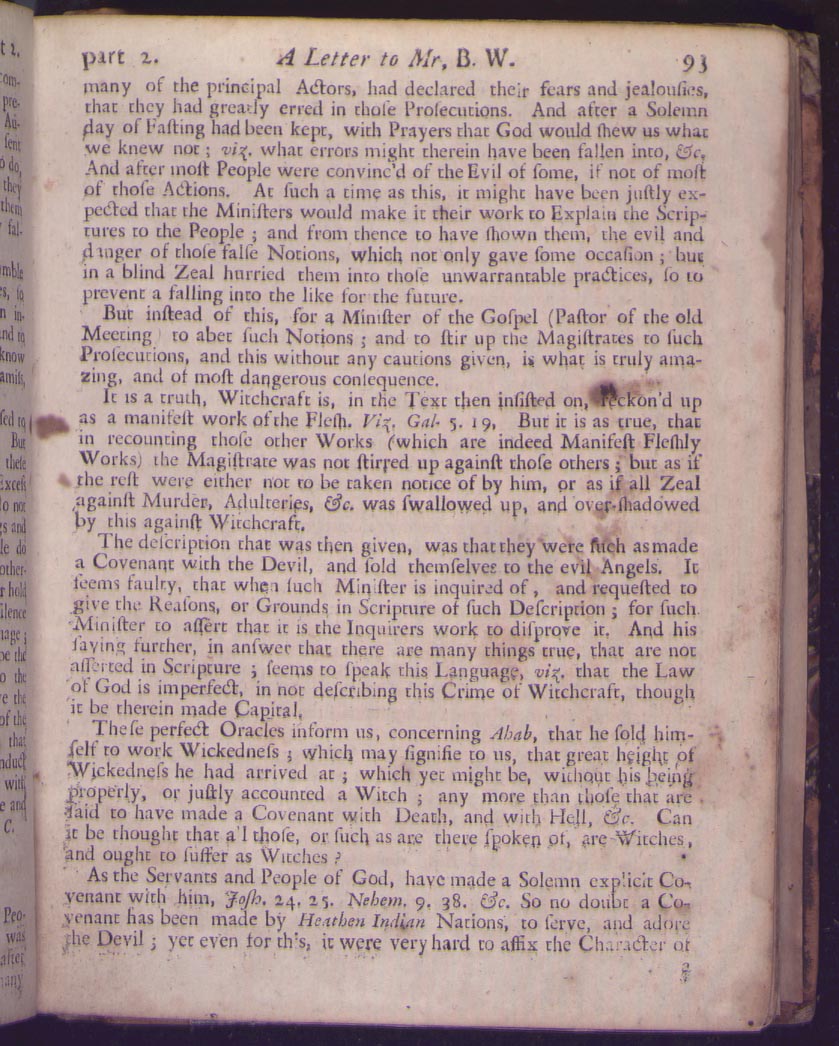 part 2. A Letter to Mr, B. W. 93
many of the principal Actors, had declared their fears and jealouſies,
that they had greatly erred in thoſe Proſecutions. And after a Solemn
day of Faſting had been kept, with Prayers that God would ſhew us what
we knew not ; viz. what errors might therein have been fallen into, &c,
And after moſt People were convinc'd of the Evil of ſome, if not of moſt
of thoſe Actions. At ſuch a time as this, it might have been juſtly ex-
pected that the Miniſters would make it their work to Explain the Scrip-
tures to the People ; and from thence to have ſhown them, the evil and
danger of thoſe falſe Notions, which not only gave ſome occaſion ; but
in a blind Zeal hurried them into thoſe unwarrantable practices, ſo to
prevent a falling into the like for the future.
But inſtead of this, for a Miniſter of the Goſpel (Paſtor of the old
Meeting) to abet ſuch Notions ; and to ſtir up the Magiſtrates to ſuch
Proſecutions, and this without any cautions given, is what is truly ama-
zing, and of moſt dangerous conſequence.
It is a truth, Witchcraft is, in the Text then inſiſted on, reckon'd up
as a manifeſt work of the Fleſh. Viz. Gal. 5. 19, But it is as true, that
in recounting thoſe other Works (which are indeed Manifeſt Fleſhly
Works) the Magiſtrate was not ſtirred up againſt thoſe others ; but as if
the reſt were either not to be taken notice of by him, or as if all Zeal
againſt Murder, Adulteries, &c. was ſwallowed up, and over-ſhadowed
by this againſt Witchcraft.
The deſcription that was then given, was that they were ſuch as made
a Covenant with the Devil, and ſold themſelves to the evil Angels. It
ſeems faulty, that when ſuch Miniſter is inquired of , and requeſted to
give the Reaſons, or Grounds in Scripture of ſuch Deſcription ; for ſuch
Miniſter to aſſert that it is the Inquirers work to diſprove it. And his
ſaying further, in anſwer that there are many things true, that are not
aſſerted in Scripture ; ſeems to ſpeak this Language, viz. that the Law
of God is imperfect, in not deſcribing this Crime of Witchcraft, though
it be therein made Capital.
Theſe perfect Oracles inform us, concerning Ahab, that he ſold him-
ſelf to work Wickedneſs ; which may ſignifie to us, that great height of
Wickedneſs he had arrived at ; which yet might be, without his being
properly, or juſtly accounted a Witch ; any more than thoſe that are
ſaid to have made a Covenant with Death, and with Hell, &c. Can
it be thought that all thoſe, or ſuch as are there ſpoken of, are Witches,
and ought to ſuffer as Witches ?
As the Servants and People of God, have made a Solemn explicit Co-
venant with him, Joſh. 24. 25. Nehem. 9. 38. &c. So no doubt a Co-
venant has been made by Heathen Indian Nations, to ſerve, and adore
the Devil ; yet even for this, it were very hard to affix the Character of